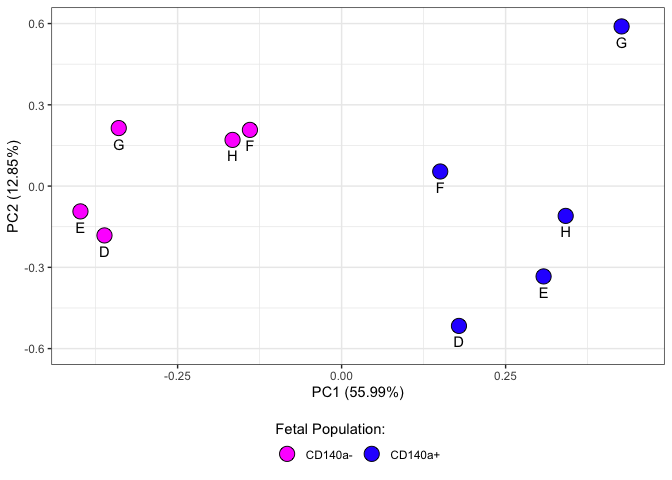 0.6
G
0.3
G
H
F
0.0
F
E
H
D
-0.3
E
D
-0.6
PC2 (12.85%)
-0.25
0.00
0.25
PC1 (55.99%)
Fetal Population:
CD140a-
CD140a+